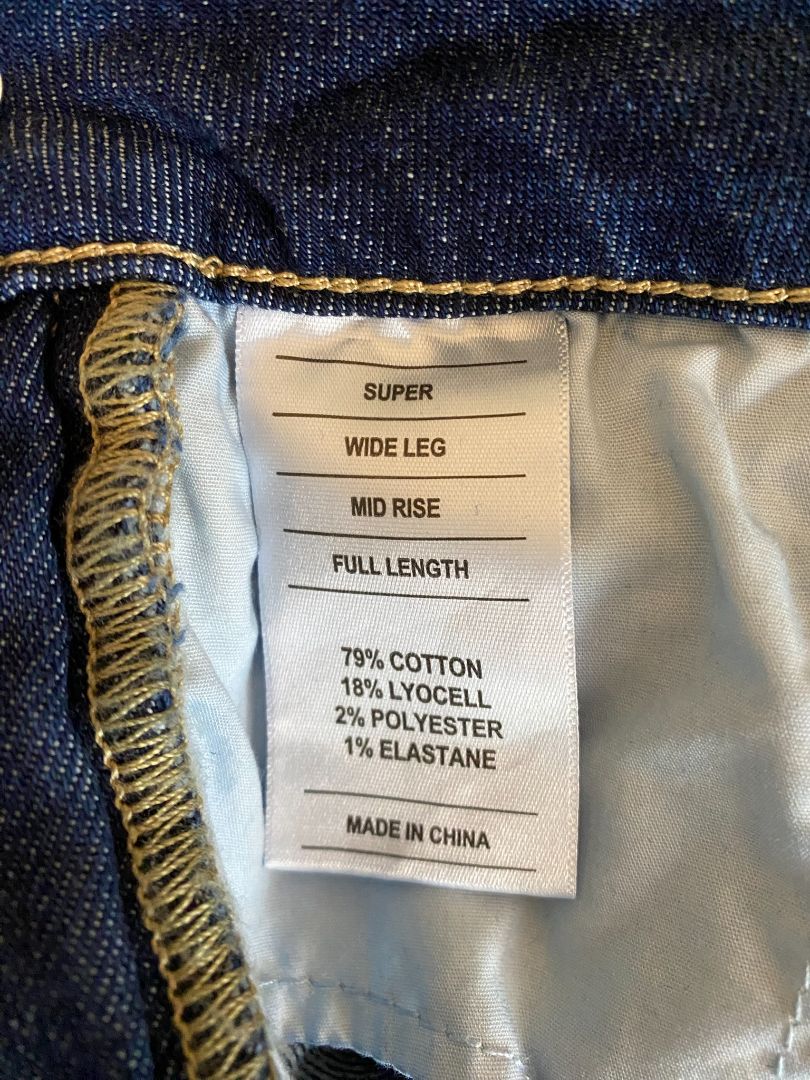 SUPER
WIDE LEG
MID RISE
FULL LENGTH
79% COTTON
18% LYOCELL
2% POLYESTER
1% ELASTANE
MADE IN CHINA